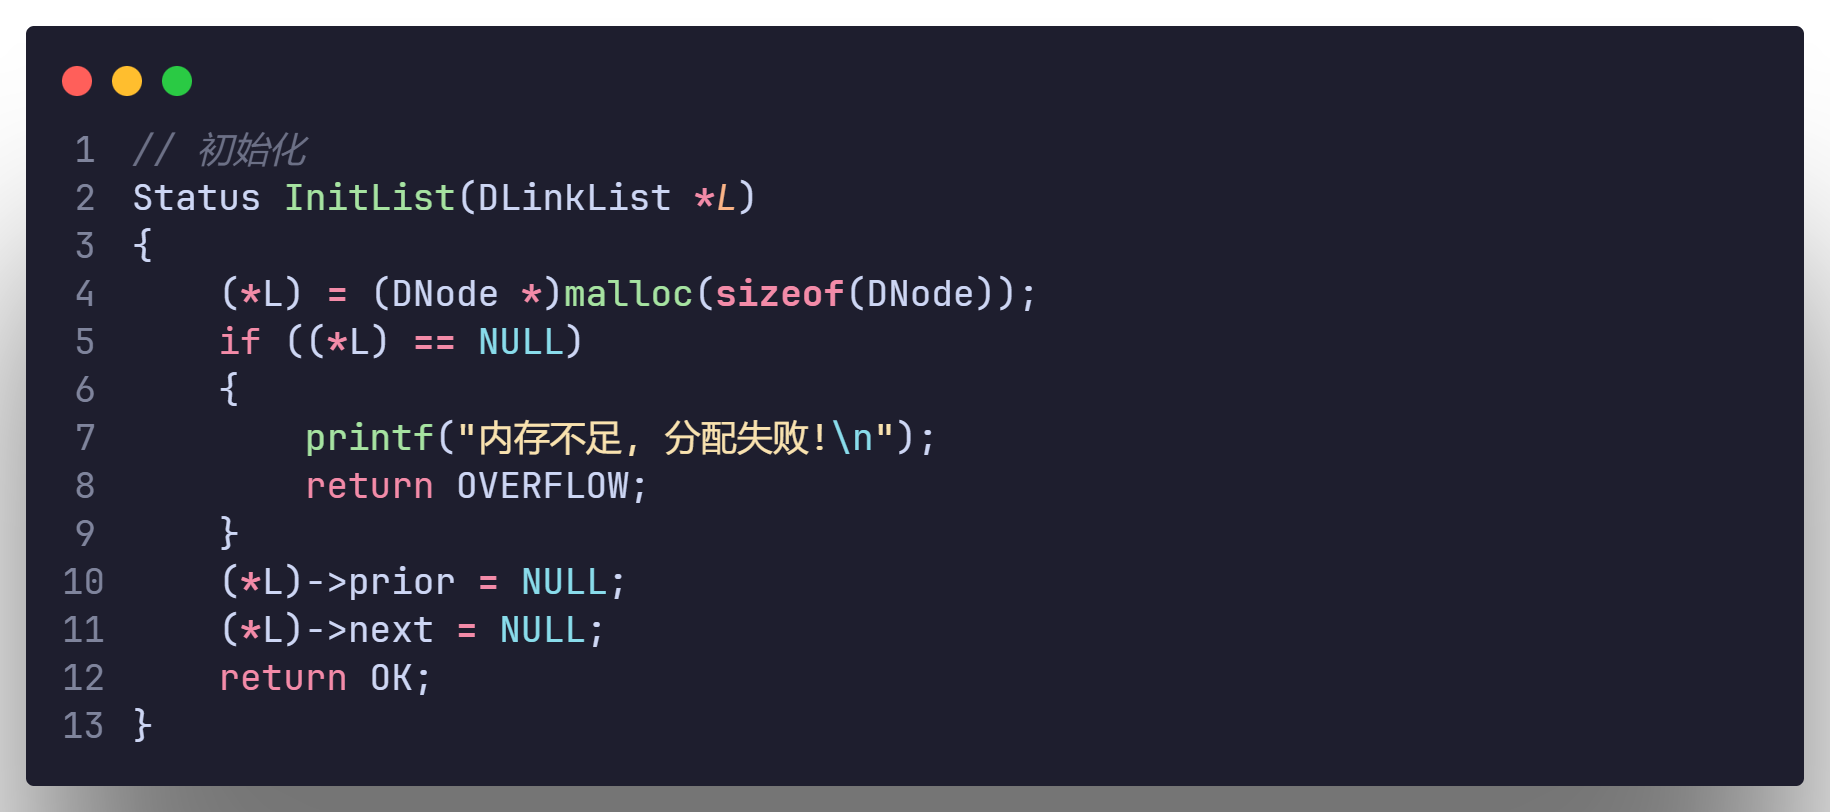 1 // 初始化
2 Status InitList(DLinkList *L)
3 {
4     (*L) = (DNode *)malloc(sizeof(DNode));
5     if ((*L) == NULL)
6     {
7         printf("内存不足, 分配失败!\n");
8         return OVERFLOW;
9     }
10     (*L)->prior = NULL;
11     (*L)->next = NULL;
12     return OK;
13 }